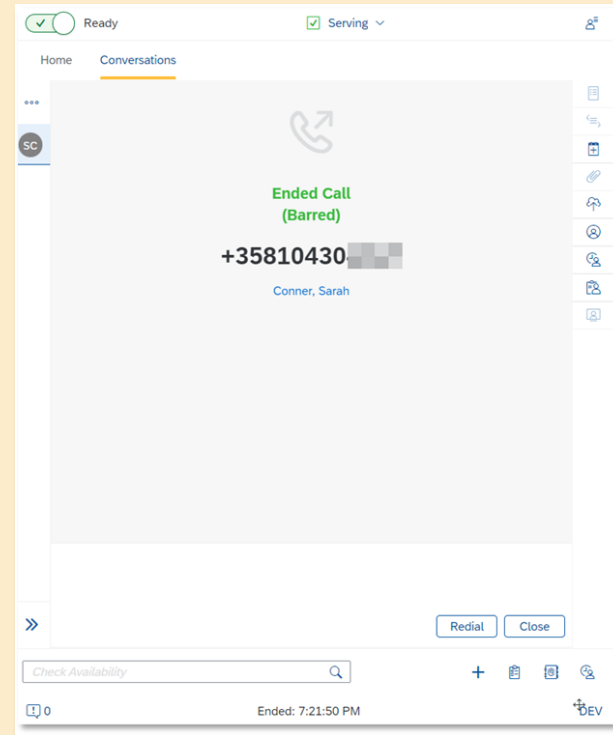 Ready
Serving
Home
Conversations
SC
Ended Call
(Barred)
+35810430
Conner, Sarah
Redial
Close
Check Availability
0
Ended: 7:21:50 PM
DEV